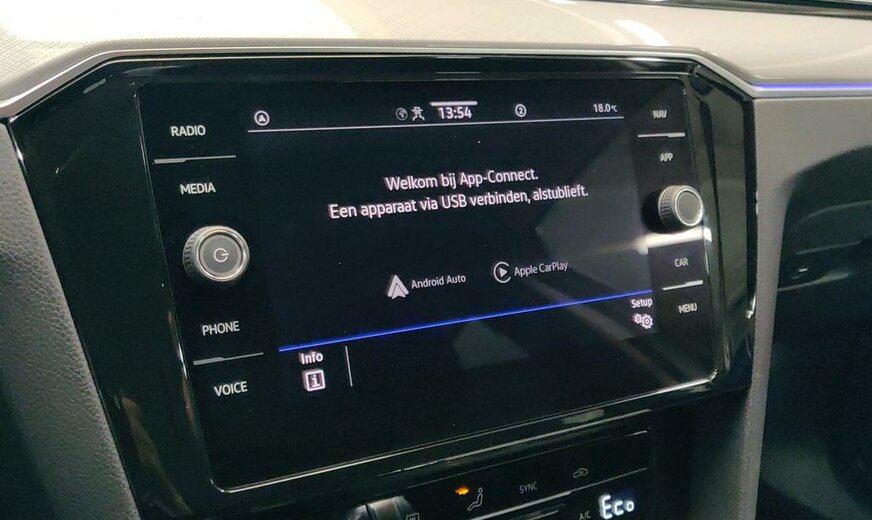 RADIO
MEDIA
PHONE
VOICE
13:54
2
18.0°C
Welkom bij App-Connect.
Een apparaat via USB verbinden, alstublieft.
Android Auto
Apple CarPlay
Setup
Info
i
NAV
APP
CAR
MENU
SYNC
A/C
Eco